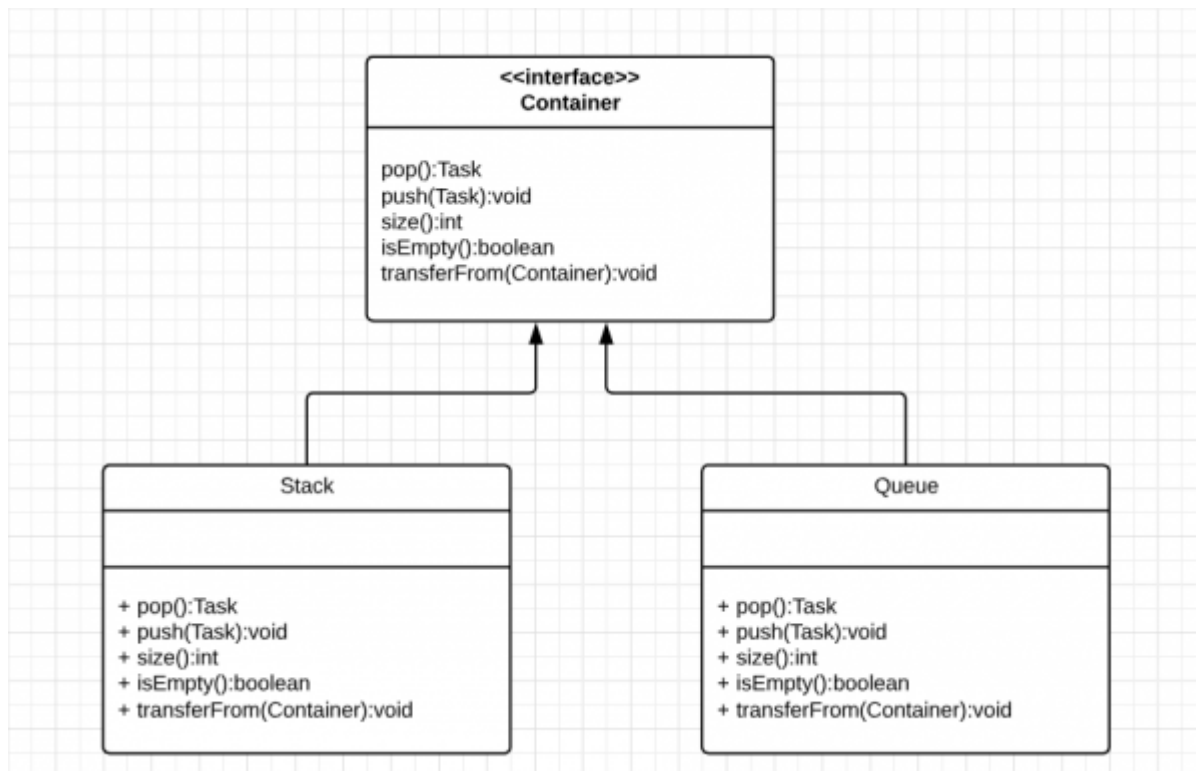 <<interface>>
Container
pop():Task
push(Task):void
size():int
isEmpty():boolean
transferFrom(Container):void
Stack
+ pop():Task
+ push(Task):void
+ size():int
+ isEmpty():boolean
+ transferFrom(Container):void
Queue
+ pop():Task
+ push(Task):void
+ size():int
+ isEmpty():boolean
+ transferFrom(Container):void